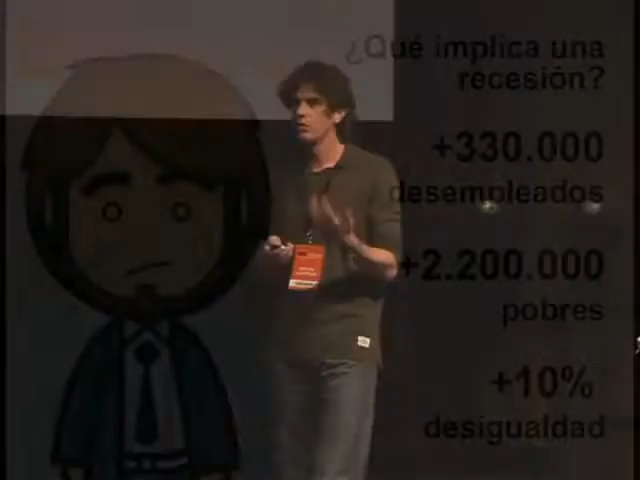 ¿Qué implica una
recesión?
+330.000
desempleados
+2.200.000
pobres
+10%
desigualdad